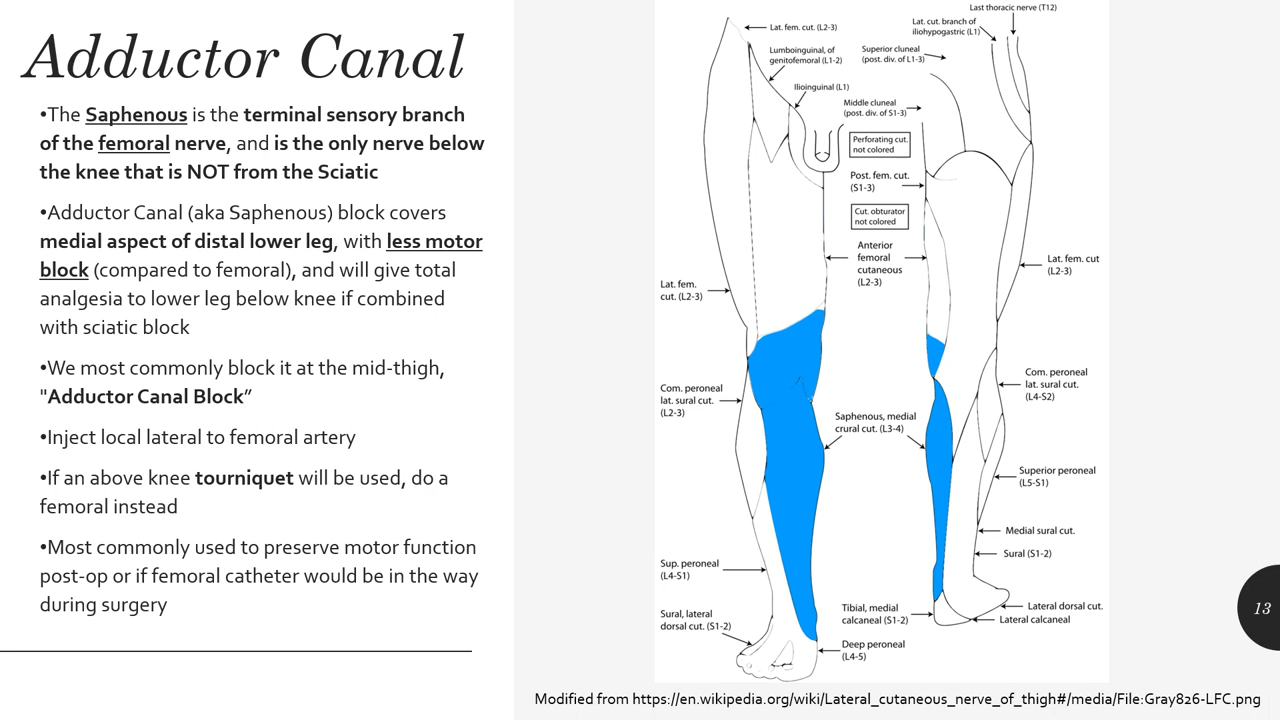 Adductor Canal
•The Saphenous is the terminal sensory branch
of the femoral nerve, and is the only nerve below
the knee that is NOT from the Sciatic
•Adductor Canal (aka Saphenous) block covers
medial aspect of distal lower leg, with less motor
block (compared to femoral), and will give total
analgesia to lower leg below knee if combined
with sciatic block
•We most commonly block it at the mid-thigh,
"Adductor Canal Block”
•Inject local lateral to femoral artery
•If an above knee tourniquet will be used, do a
femoral instead
•Most commonly used to preserve motor function
post-op or if femoral catheter would be in the way
during surgery
Last thoracic nerve (T12)
Lat. cut. branch of
iliohypogastric (L1)
Lat. fem. cut. (L2-3)
Lumboinguinal, of
genitofemoral (L1-2)
Superior cluneal
(post. div. of L1-3)
Ilioinguinal (L1)
Middle cluneal
(post. div. of S1-3)
Perforating cut.
not colored
Post. fem. cut.
(S1-3)
Cut. obturator
not colored
Anterior
femoral
cutaneous
(L2-3)
Lat. fem. cut
(L2-3)
Lat. fem.
cut. (L2-3)
Com. peroneal
lat. sural cut.
(L4-S2)
Com. peroneal
lat. sural cut.
(L2-3)
Saphenous, medial
crural cut. (L3-4)
Superior peroneal
(L5-S1)
Medial sural cut.
Sural (S1-2)
Sup. peroneal
(L4-S1)
Sural, lateral
dorsal cut. (S1-2)
Tibial, medial
calcaneal (S1-2)
Lateral dorsal cut.
Lateral calcaneal
Deep peroneal
(L4-5)
13
Modified from https://en.wikipedia.org/wiki/Lateral_cutaneous_nerve_of_thigh#/media/File:Gray826-LFC.png